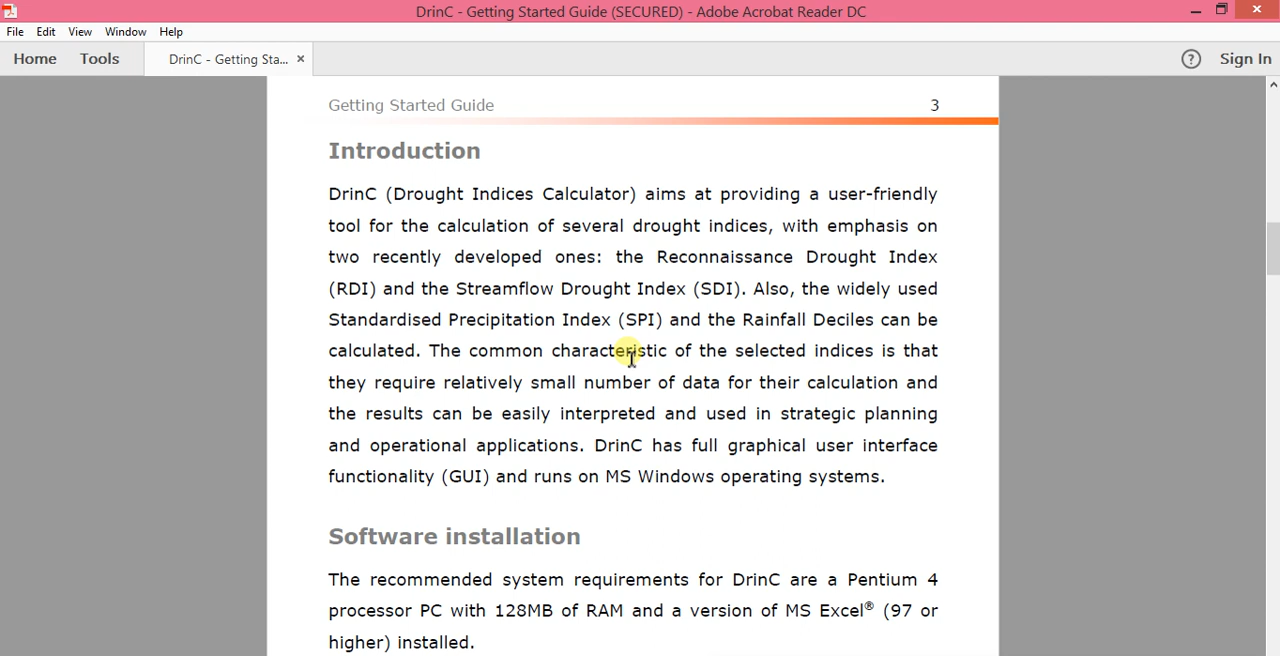 DrinC - Getting Started Guide (SECURED) - Adobe Acrobat Reader DC
File Edit View Window Help
Home Tools DrinC - Getting Sta... × ? Sign In
Getting Started Guide 3
Introduction
DrinC (Drought Indices Calculator) aims at providing a user-friendly
tool for the calculation of several drought indices, with emphasis on
two recently developed ones: the Reconnaissance Drought Index
(RDI) and the Streamflow Drought Index (SDI). Also, the widely used
Standardised Precipitation Index (SPI) and the Rainfall Deciles can be
calculated. The common characteristic of the selected indices is that
they require relatively small number of data for their calculation and
the results can be easily interpreted and used in strategic planning
and operational applications. DrinC has full graphical user interface
functionality (GUI) and runs on MS Windows operating systems.
Software installation
The recommended system requirements for DrinC are a Pentium 4
processor PC with 128MB of RAM and a version of MS Excel® (97 or
higher) installed.